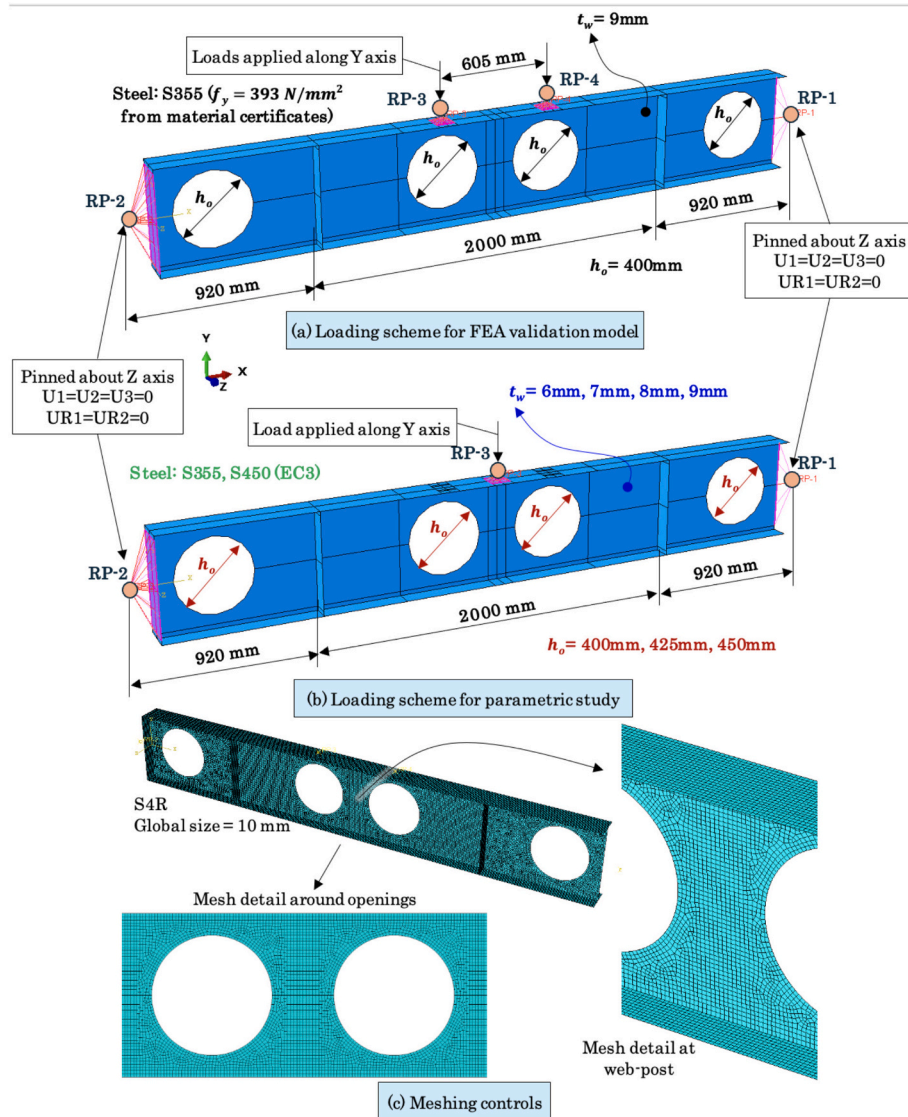 t_w= 9mm
Loads applied along Y axis
605 mm
RP-4
RP-3
Steel: S355 (f_y = 393 N/mm²
from material certificates)
RP-1
RP-1
h_o
h_o
h_o
h_o
RP-2
920 mm
2000 mm
920 mm
h_o= 400mm
Pinned about Z axis
U1=U2=U3=0
UR1=UR2=0
(a) Loading scheme for FEA validation model
Y
X
Z
Pinned about Z axis
U1=U2=U3=0
UR1=UR2=0
t_w= 6mm, 7mm, 8mm, 9mm
Load applied along Y axis
RP-3
Steel: S355, S450 (EC3)
RP-1
RP-1
h_o
h_o
h_o
h_o
RP-2
920 mm
2000 mm
920 mm
h_o= 400mm, 425mm, 450mm
(b) Loading scheme for parametric study
S4R
Global size = 10 mm
Mesh detail around openings
Mesh detail at
web-post
(c) Meshing controls